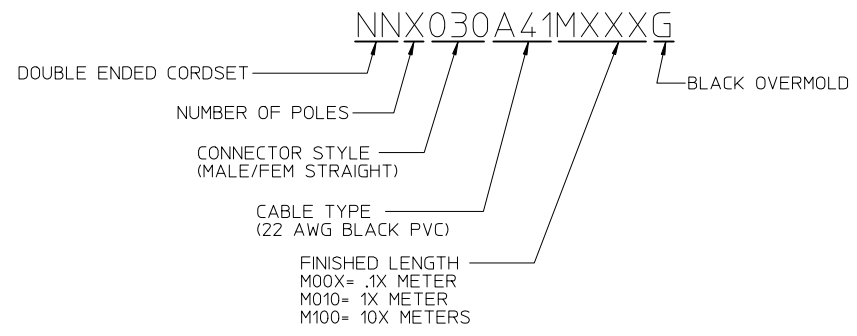 NNX030A41MXXXG
DOUBLE ENDED CORDSET
BLACK OVERMOLD
NUMBER OF POLES
CONNECTOR STYLE
(MALE/FEM STRAIGHT)
CABLE TYPE
(22 AWG BLACK PVC)
FINISHED LENGTH
M00X= .1X METER
M010= 1X METER
M100= 10X METERS